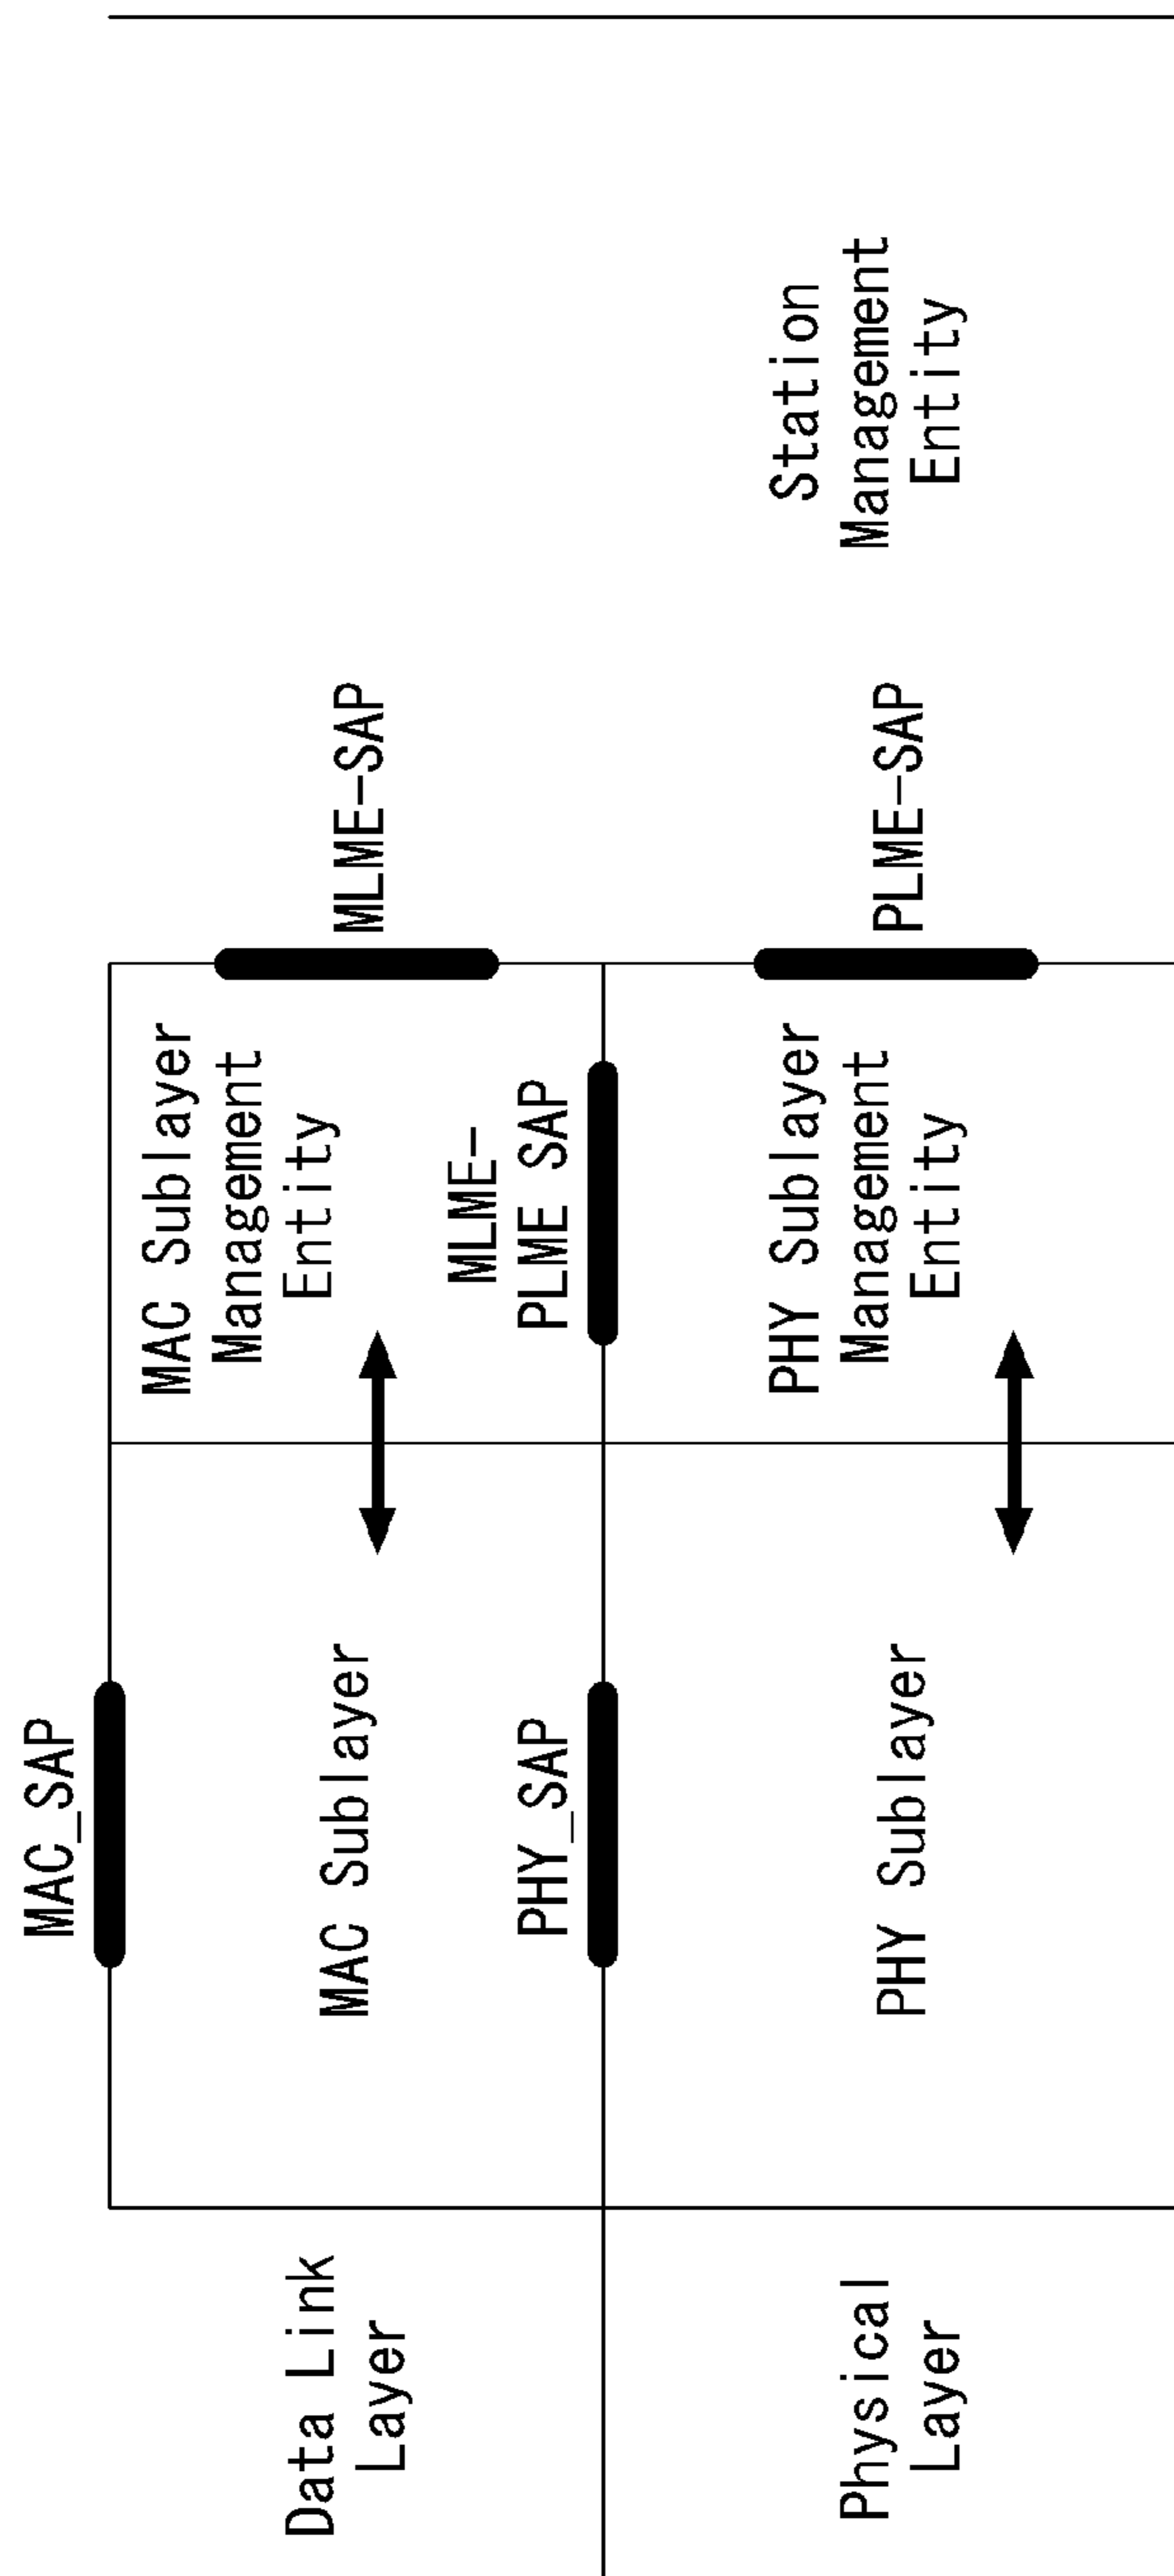 MAC_SAP
Data Link
Layer
MAC Sublayer
MAC Sublayer
Management
Entity
MLME-SAP
PHY_SAP
MLME-
PLME SAP
Physical
Layer
PHY Sublayer
PHY Sublayer
Management
Entity
PLME-SAP
Station
Management
Entity